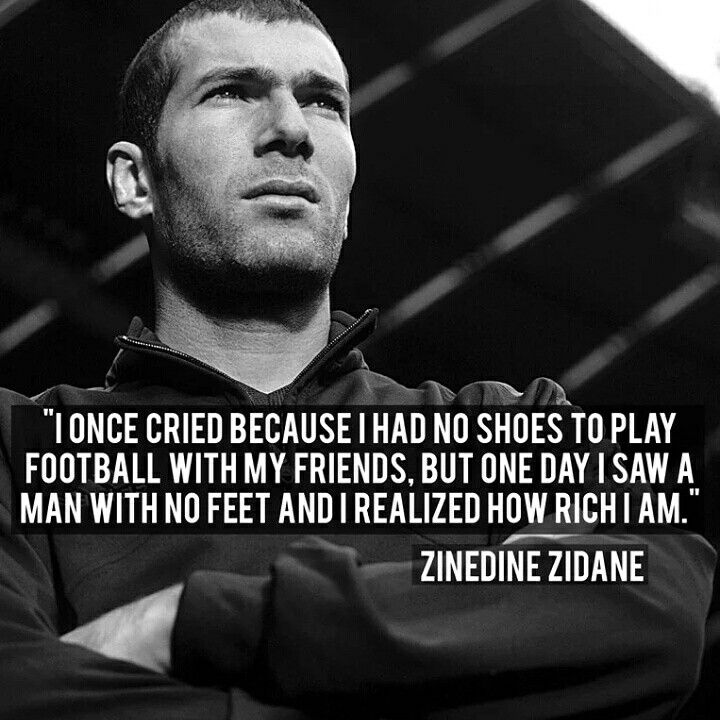 "I ONCE CRIED BECAUSE I HAD NO SHOES TO PLAY
FOOTBALL WITH MY FRIENDS, BUT ONE DAY I SAW A
MAN WITH NO FEET AND I REALIZED HOW RICH I AM."
ZINEDINE ZIDANE